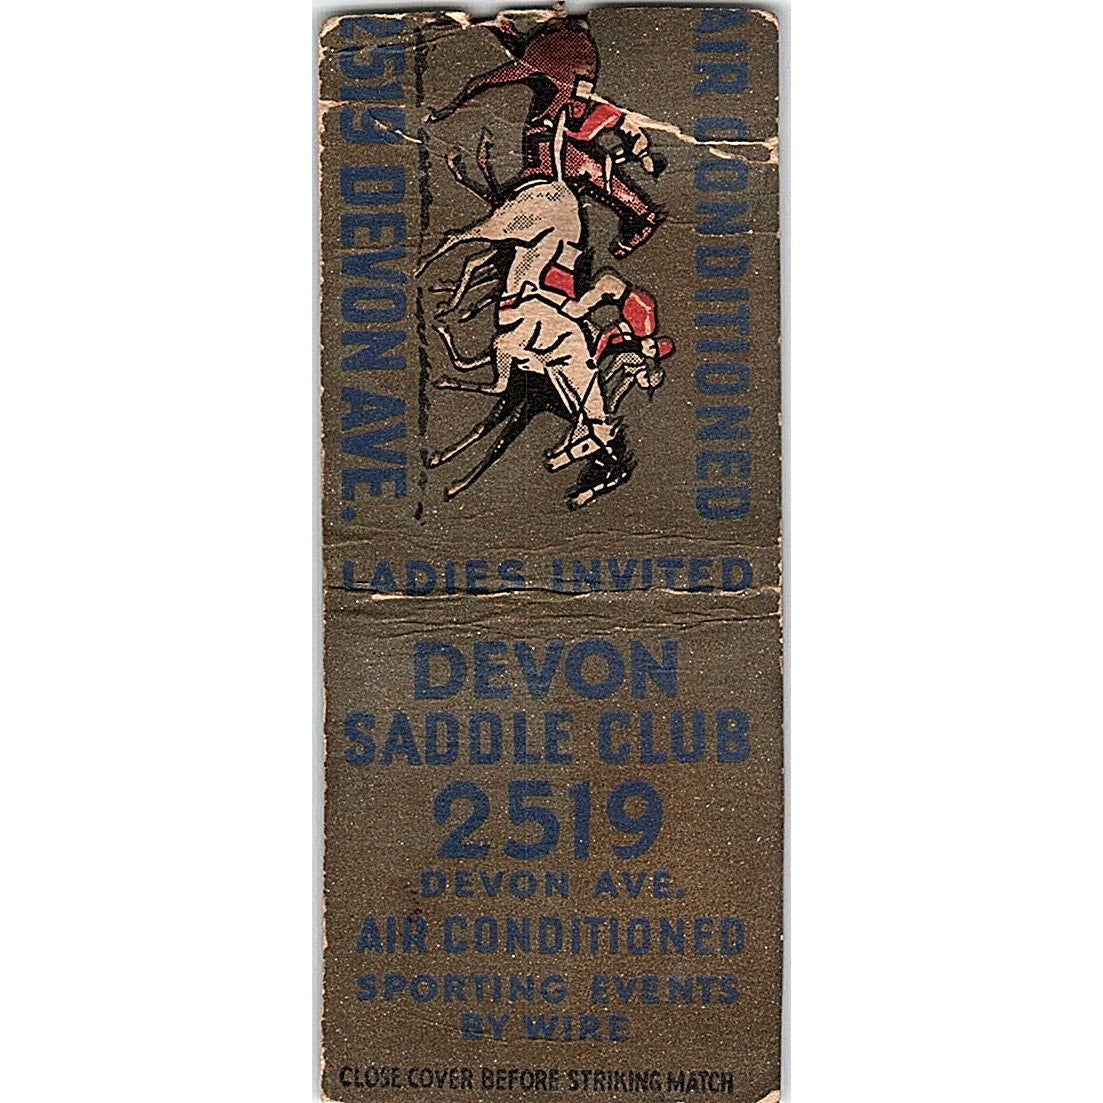 AIR CONDITIONED
2519 DEVON AVE.
LADIES INVITED
DEVON
SADDLE CLUB
2519
DEVON AVE.
AIR CONDITIONED
SPORTING EVENTS
BY WIRE
CLOSE COVER BEFORE STRIKING MATCH